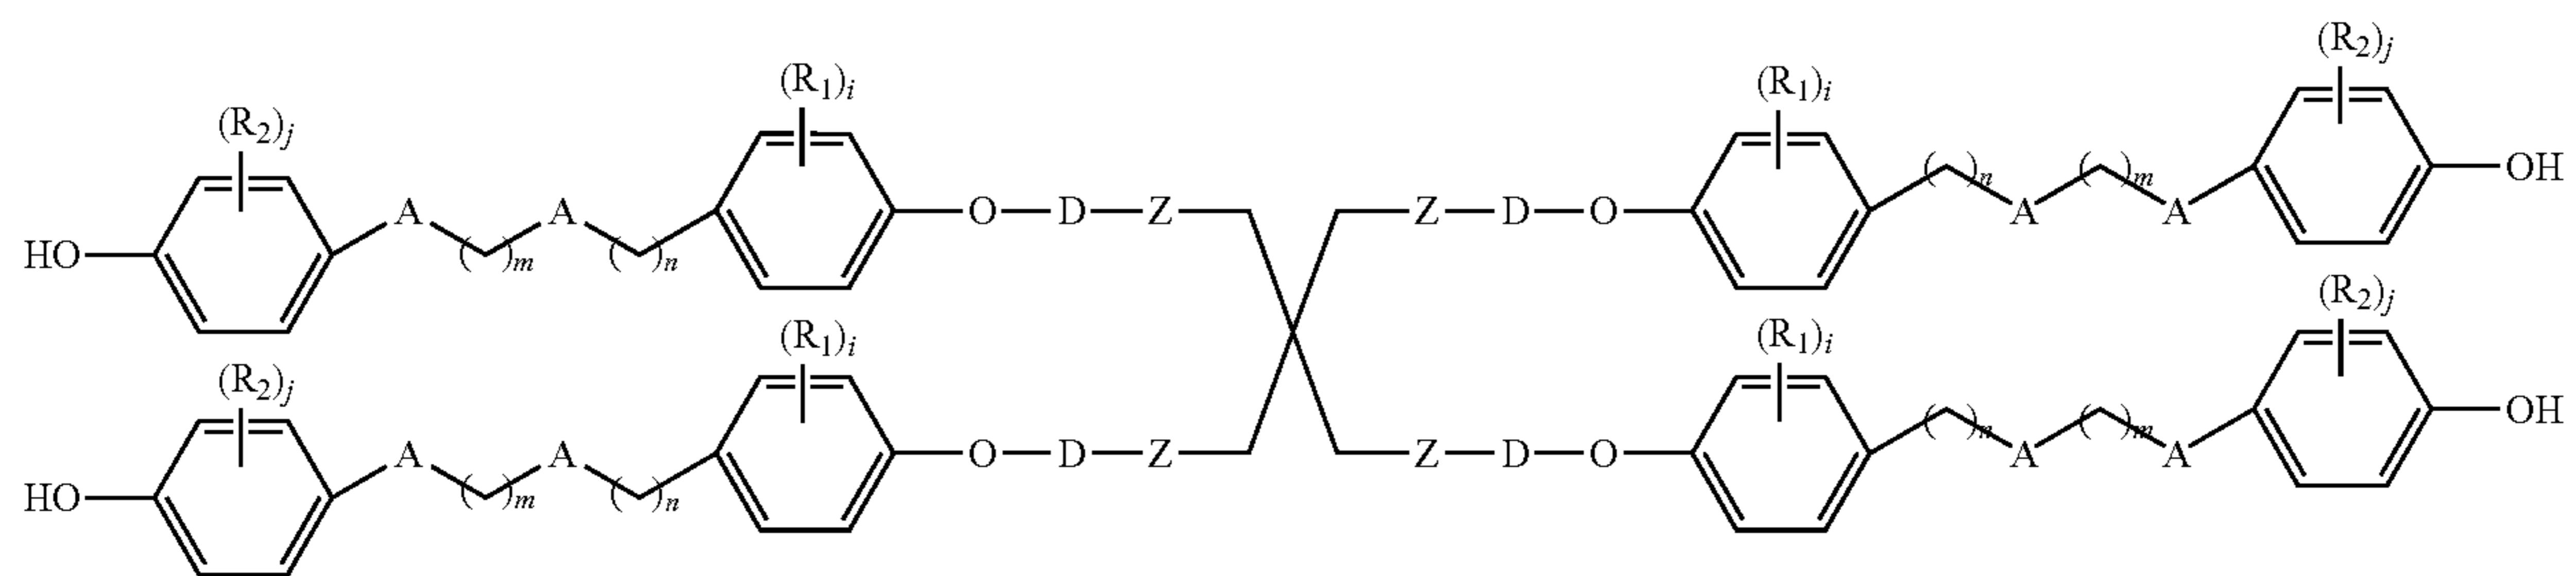 (R2)j
(R1)i (R1)i
(R2)j
A A O—D—Z Z—D—O ( )n A ( )m A OH
HO ( )m ( )n
(R2)j
(R1)i (R1)i
(R2)j
A A O—D—Z Z—D—O ( )n A ( )m A OH
HO ( )m ( )n